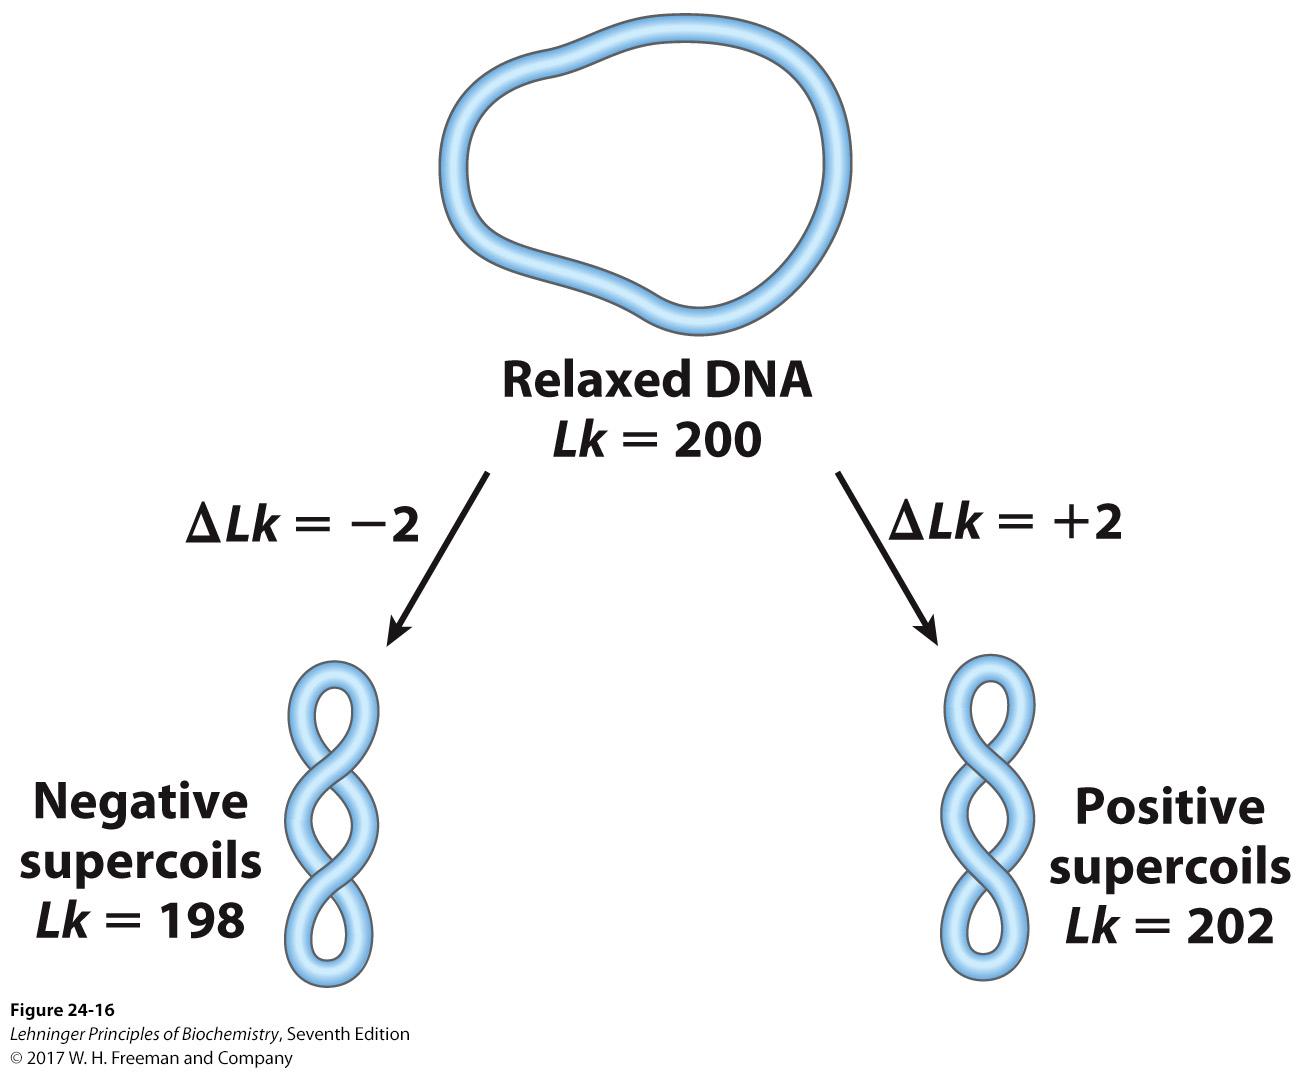 Relaxed DNA
Lk = 200
ΔLk = −2
ΔLk = +2
Negative
supercoils
Lk = 198
Positive
supercoils
Lk = 202
Figure 24-16
Lehninger Principles of Biochemistry, Seventh Edition
© 2017 W. H. Freeman and Company